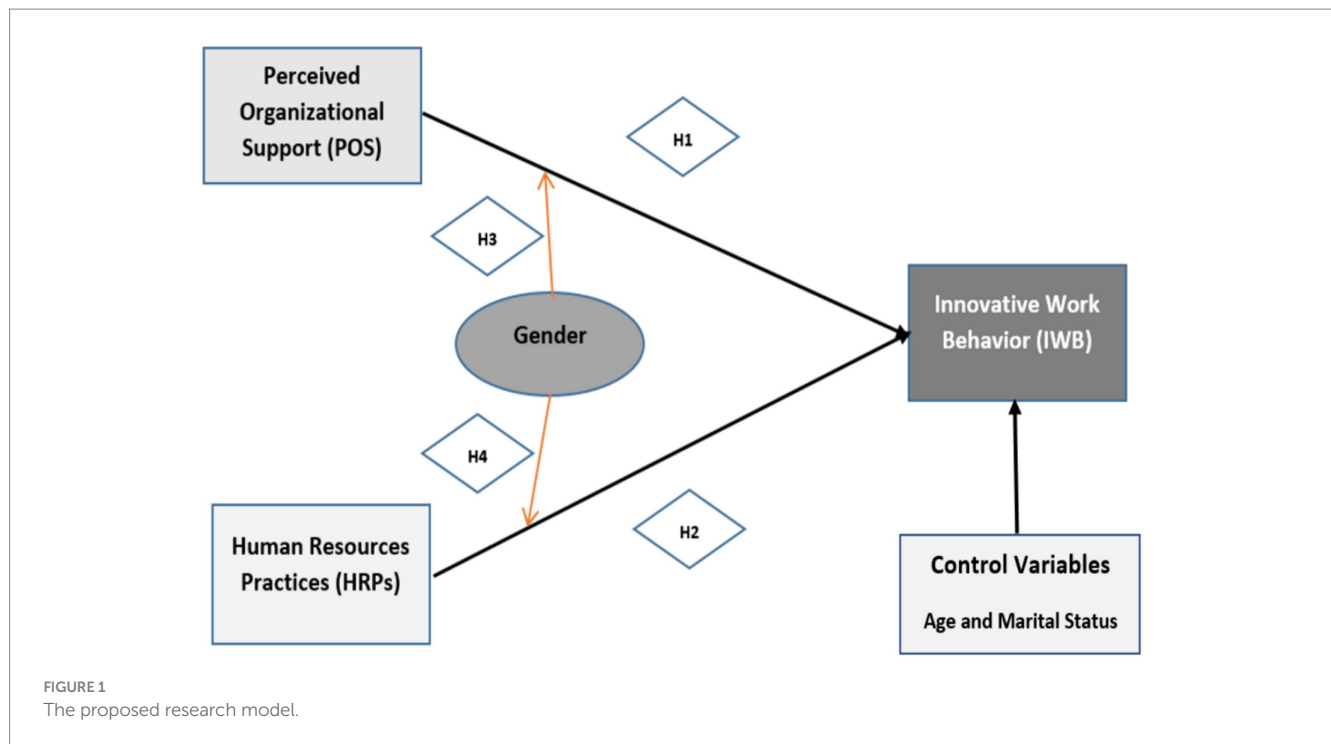 Perceived
Organizational
Support (POS)
H1
H3
Gender
Innovative Work
Behavior (IWB)
H4
Human Resources
Practices (HRPs)
H2
Control Variables
Age and Marital Status
FIGURE 1
The proposed research model.